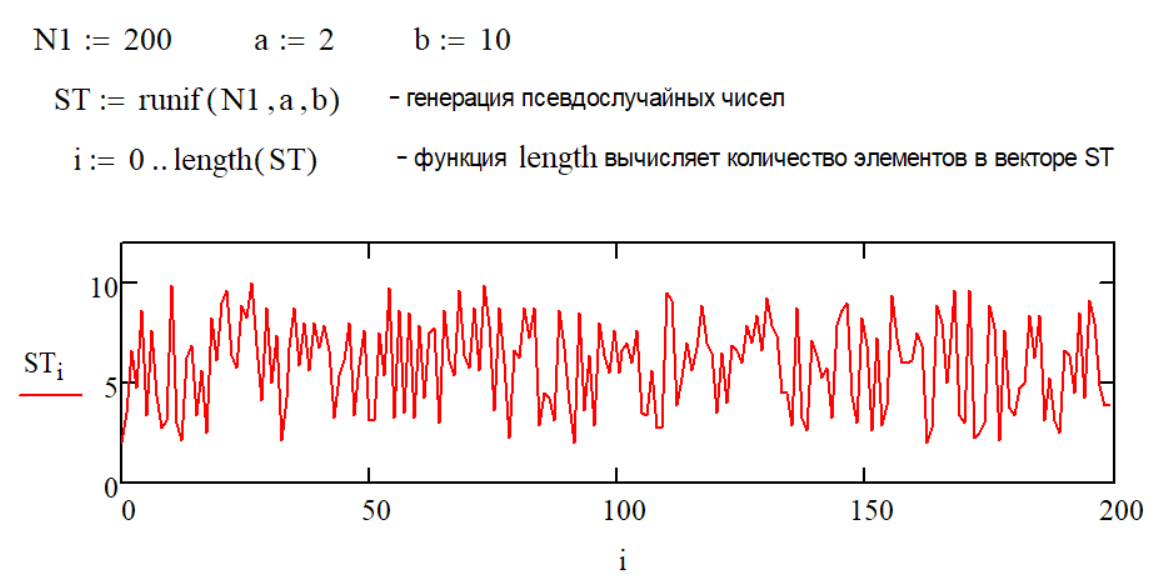 N1 := 200 a := 2 b := 10
ST := runif(N1,a,b) - генерация псевдослучайных чисел
i := 0 .. length(ST) - функция length вычисляет количество элементов в векторе ST
10
STi
5
0
0 50 100 150 200
i